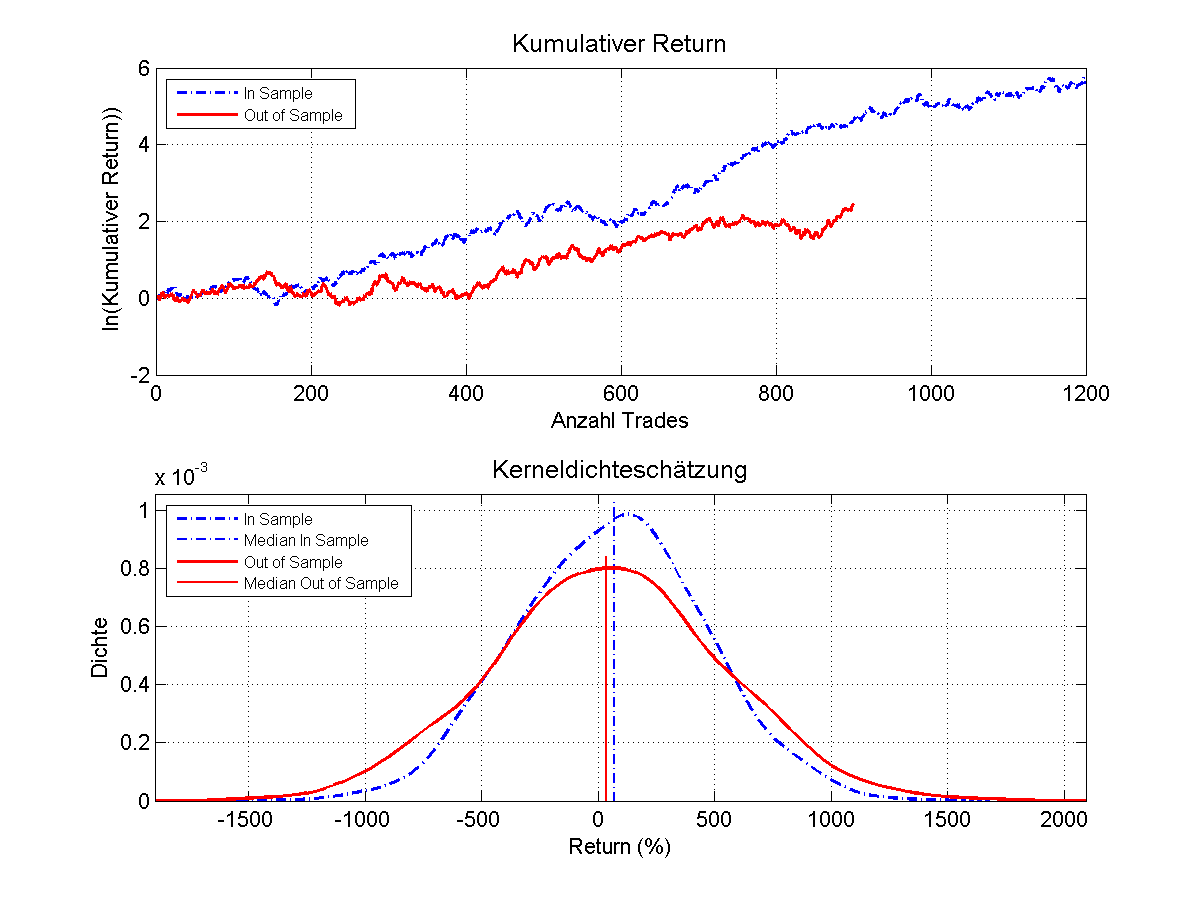 Kumulativer Return
6
4
2
0
-2
ln(Kumulativer Return))
In Sample
Out of Sample
0 200 400 600 800 1000 1200
Anzahl Trades
Kerneldichteschätzung
x 10^-3
1
0.8
0.6
0.4
0.2
0
Dichte
In Sample
Median In Sample
Out of Sample
Median Out of Sample
-1500 -1000 -500 0 500 1000 1500 2000
Return (%)